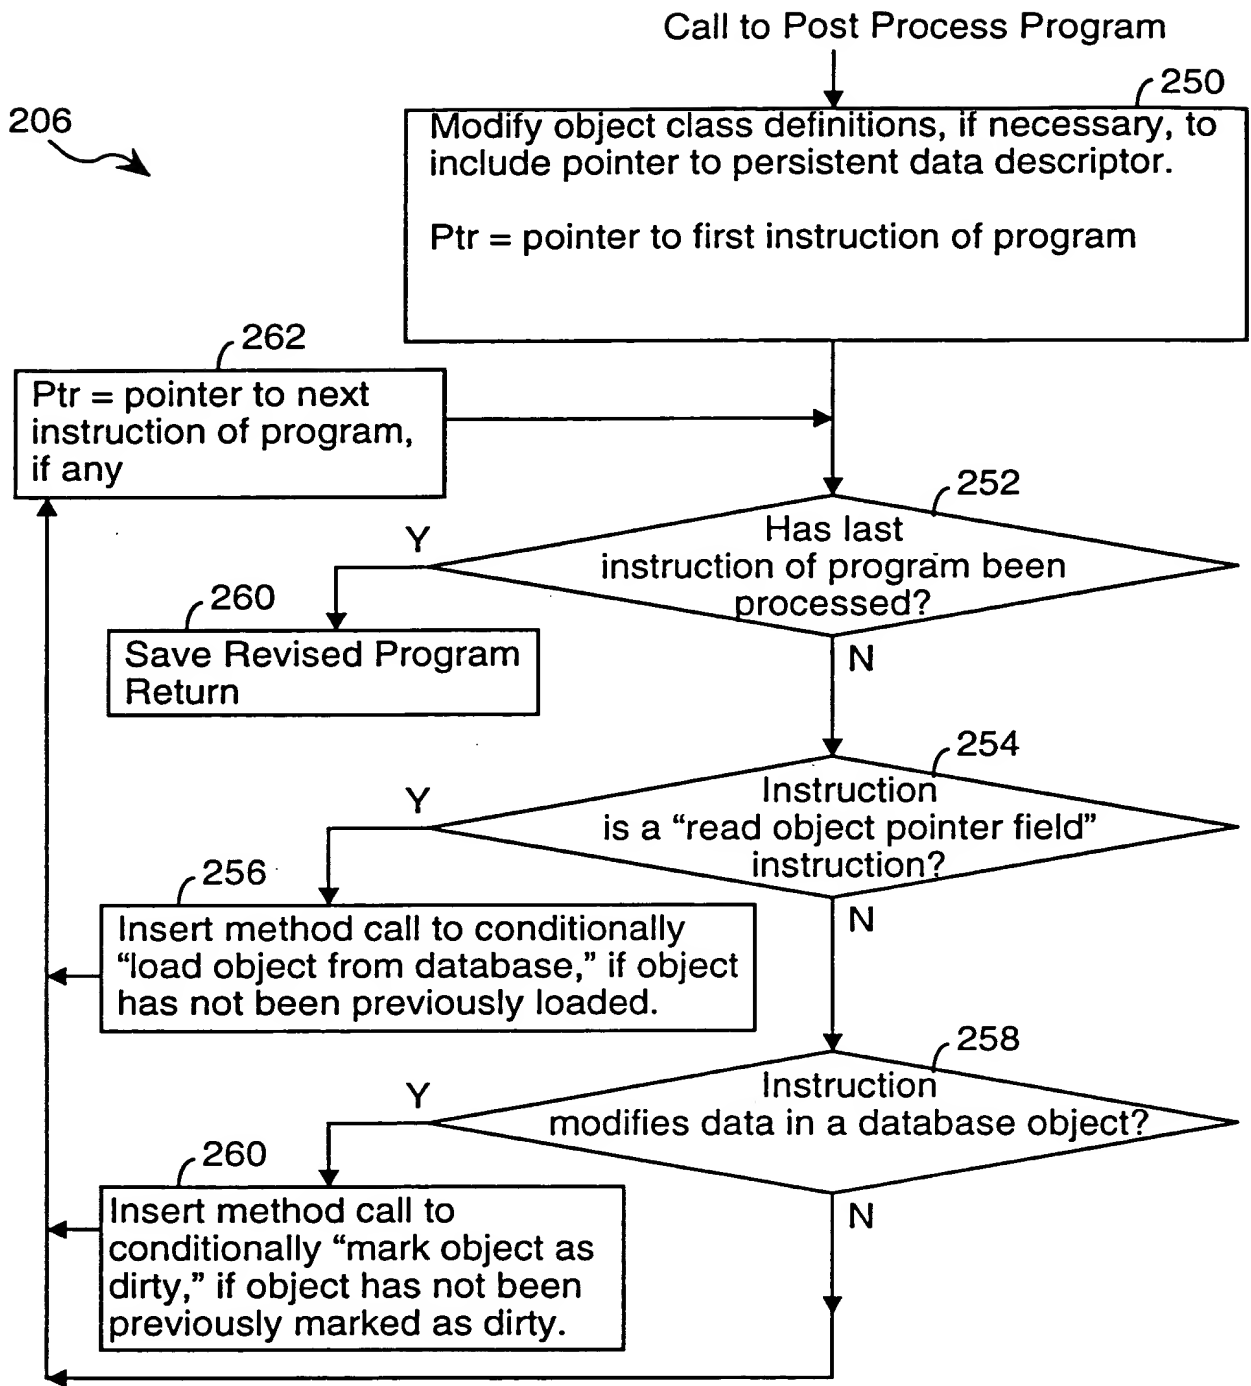 Call to Post Process Program
250
206
Modify object class definitions, if necessary, to
include pointer to persistent data descriptor.
Ptr = pointer to first instruction of program
262
Ptr = pointer to next
instruction of program,
if any
252
Has last
instruction of program been
processed?
Y
260
Save Revised Program
Return
N
254
Instruction
is a “read object pointer field”
instruction?
Y
256
Insert method call to conditionally
“load object from database,” if object
has not been previously loaded.
N
258
Instruction
modifies data in a database object?
Y
260
Insert method call to
conditionally “mark object as
dirty,” if object has not been
previously marked as dirty.
N